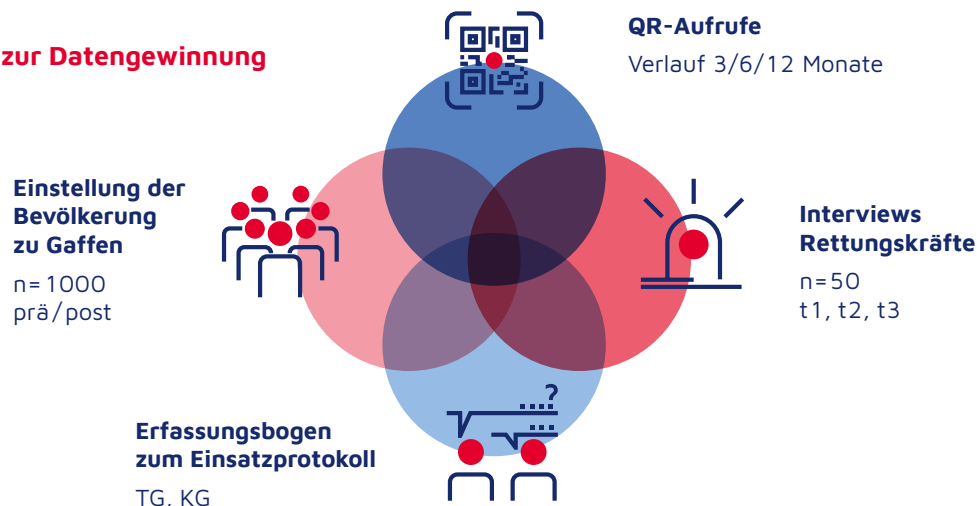 zur Datengewinnung
QR-Aufrufe
Verlauf 3/6/12 Monate
Einstellung der
Bevölkerung
zu Gaffen
n=1000
prä/post
Interviews
Rettungskräfte
n=50
t1, t2, t3
?
Erfassungsbogen
zum Einsatzprotokoll
TG, KG